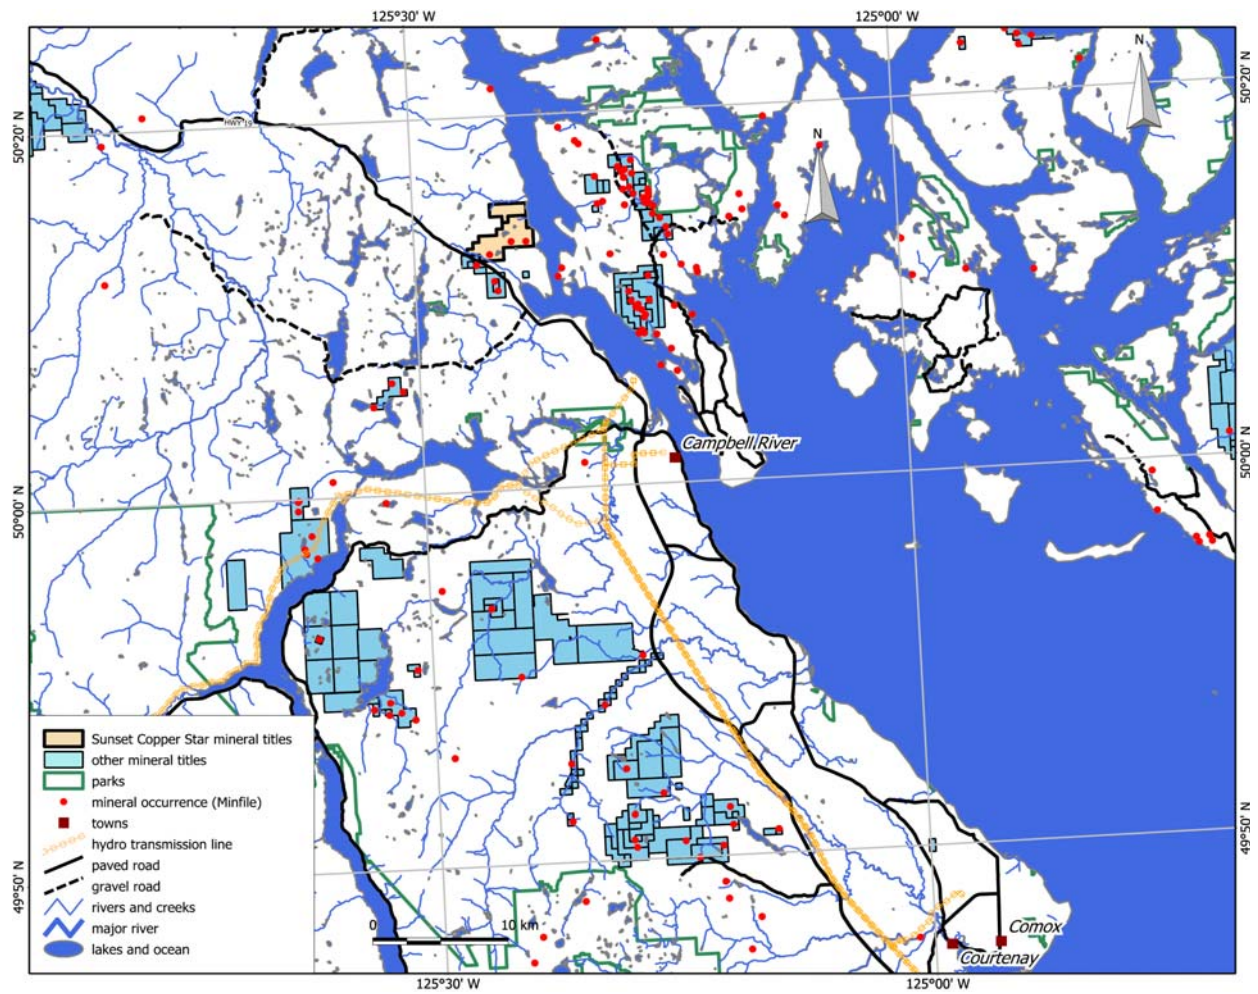 125°30' W
125°00' W
N
50°20' N
50°20' N
HWY 19
N
Campbell River
50°00' N
50°00' N
Sunset Copper Star mineral titles
other mineral titles
parks
mineral occurrence (Minfile)
towns
hydro transmission line
paved road
gravel road
rivers and creeks
major river
lakes and ocean
49°50' N
49°50' N
0 10 km
Comox
Courtenay
125°30' W
125°00' W